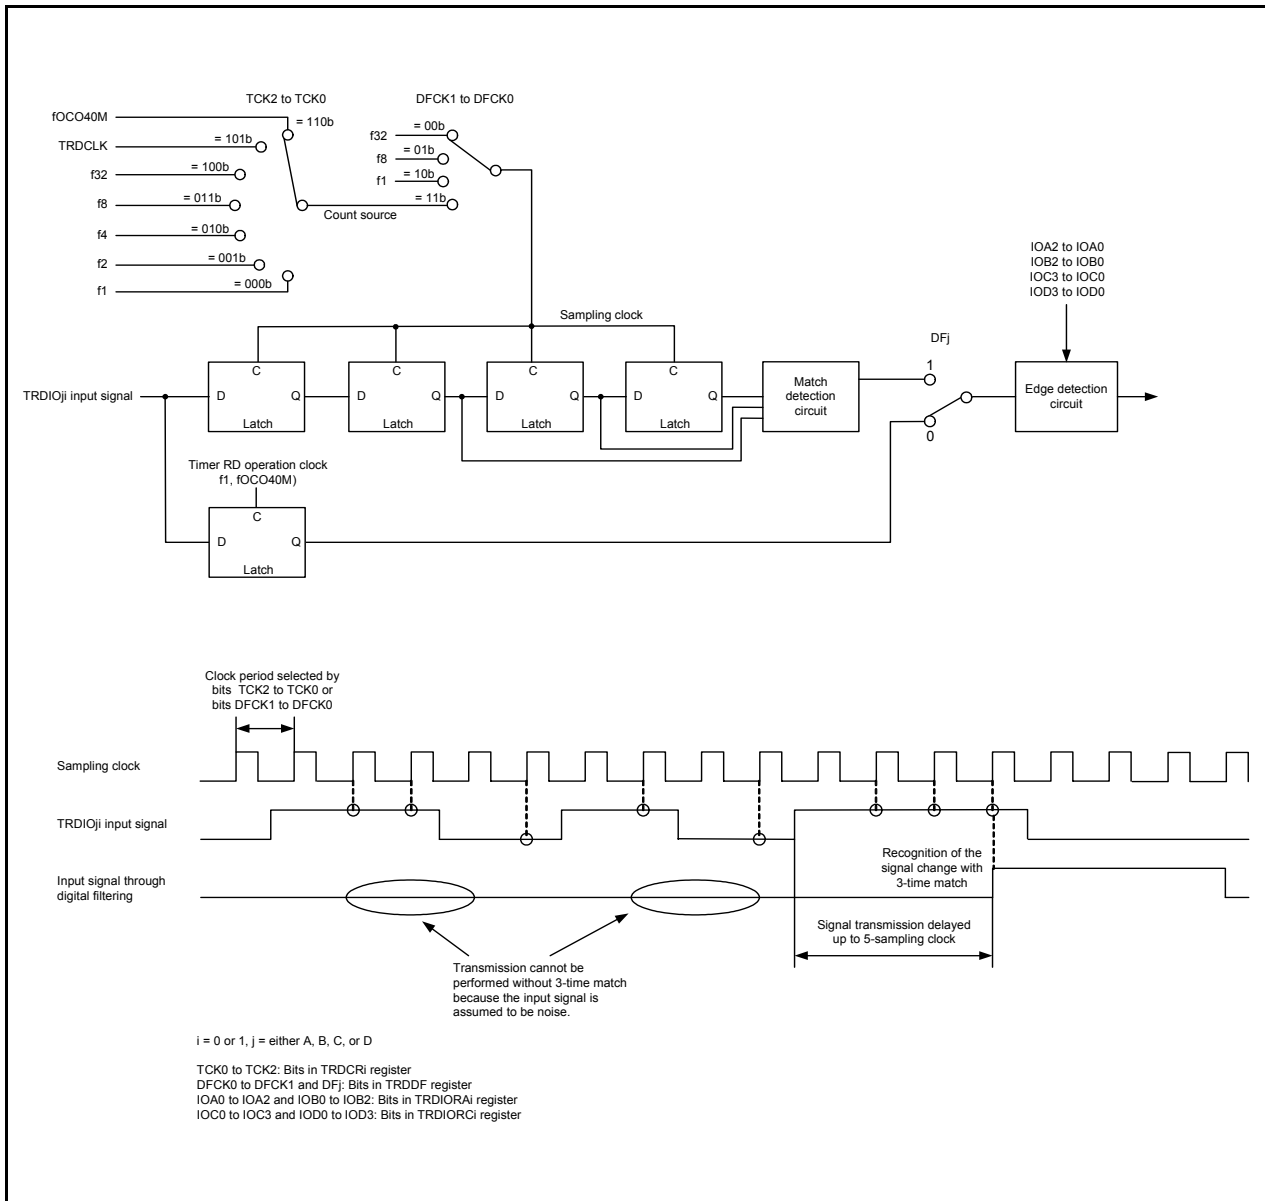 TCK2 to TCK0
DFCK1 to DFCK0
fOCO40M
= 110b
TRDCLK
= 101b
f32
= 100b
f8
= 011b
f4
= 010b
f2
= 001b
f1
= 000b
Count source
f32
= 00b
f8
= 01b
f1
= 10b
= 11b
IOA2 to IOA0
IOB2 to IOB0
IOC3 to IOC0
IOD3 to IOD0
Sampling clock
DFj
1
0
TRDIOji input signal
C
D
Q
Latch
C
D
Q
Latch
C
D
Q
Latch
C
D
Q
Latch
Match
detection
circuit
Edge detection
circuit
Timer RD operation clock
f1, fOCO40M)
C
D
Q
Latch
Clock period selected by
bits TCK2 to TCK0 or
bits DFCK1 to DFCK0
Sampling clock
TRDIOji input signal
Recognition of the
signal change with
3-time match
Input signal through
digital filtering
Signal transmission delayed
up to 5-sampling clock
Transmission cannot be
performed without 3-time match
because the input signal is
assumed to be noise.
i = 0 or 1, j = either A, B, C, or D
TCK0 to TCK2: Bits in TRDCRi register
DFCK0 to DFCK1 and DFj: Bits in TRDDF register
IOA0 to IOA2 and IOB0 to IOB2: Bits in TRDIORAi register
IOC0 to IOC3 and IOD0 to IOD3: Bits in TRDIORCi register